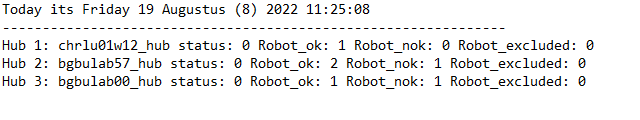 Today its Friday 19 Augustus (8) 2022 11:25:08
---------------------------------------------------------------
Hub 1: chrlu01w12_hub status: 0 Robot_ok: 1 Robot_nok: 0 Robot_excluded: 0
Hub 2: bgbulab57_hub status: 0 Robot_ok: 2 Robot_nok: 1 Robot_excluded: 0
Hub 3: bgbulab00_hub status: 0 Robot_ok: 1 Robot_nok: 1 Robot_excluded: 0